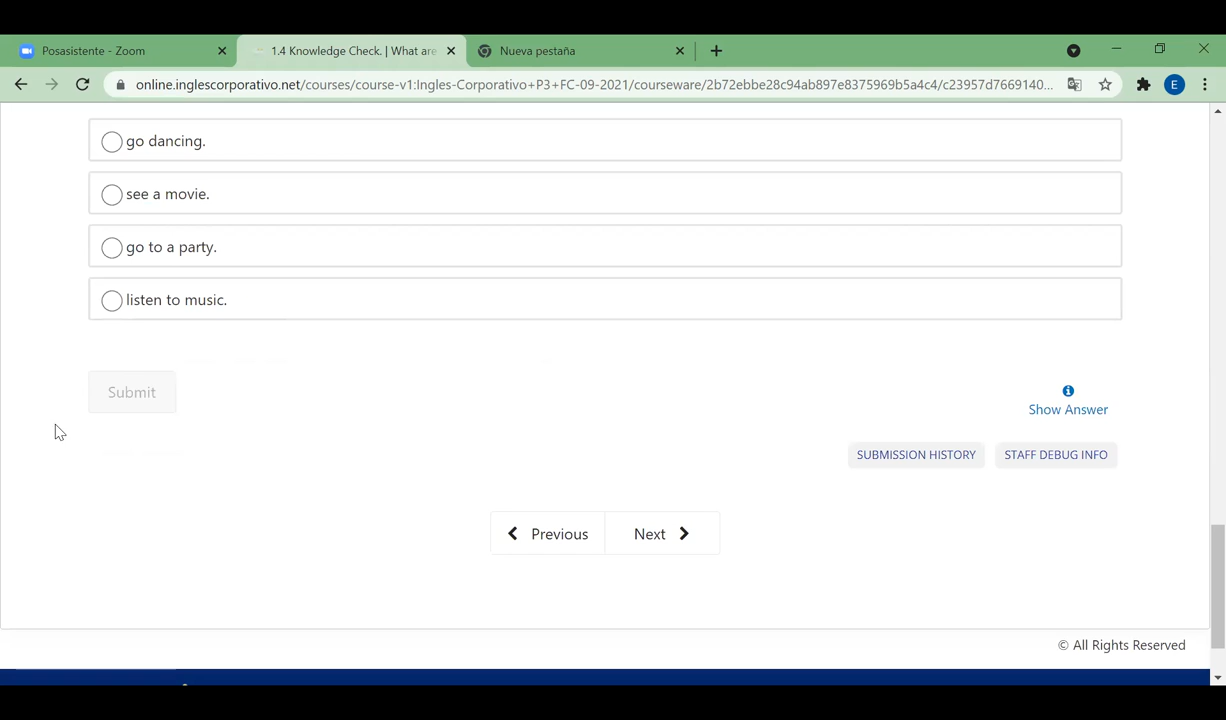 Posasistente - Zoom
1.4 Knowledge Check. | What are
Nueva pestaña
online.inglescorporativo.net/courses/course-v1:Ingles-Corporativo+P3+FC-09-2021/courseware/2b72ebbe28c94ab897e8375969b5a4c4/c23957d7669140...
E
go dancing.
see a movie.
go to a party.
listen to music.
Submit
Show Answer
SUBMISSION HISTORY
STAFF DEBUG INFO
Previous
Next
© All Rights Reserved